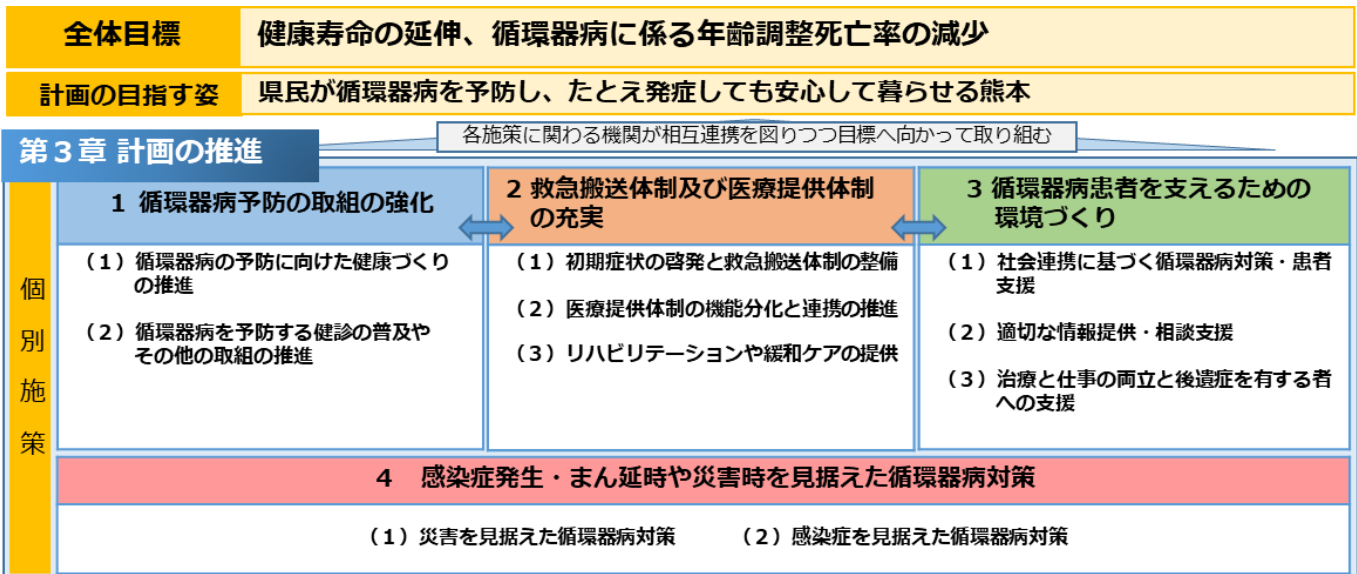 全体目標
健康寿命の延伸、循環器病に係る年齢調整死亡率の減少
計画の目指す姿
県民が循環器病を予防し、たとえ発症しても安心して暮らせる熊本
各施策に関わる機関が相互連携を図りつつ目標へ向かって取り組む
第３章 計画の推進
個別施策
１ 循環器病予防の取組の強化
（１）循環器病の予防に向けた健康づくり
の推進
（２）循環器病を予防する健診の普及や
その他の取組の推進
２ 救急搬送体制及び医療提供体制
の充実
（１）初期症状の啓発と救急搬送体制の整備
（２）医療提供体制の機能分化と連携の推進
（３）リハビリテーションや緩和ケアの提供
３ 循環器病患者を支えるための
環境づくり
（１）社会連携に基づく循環器病対策・患者
支援
（２）適切な情報提供・相談支援
（３）治療と仕事の両立と後遺症を有する者
への支援
４　感染症発生・まん延時や災害時を見据えた循環器病対策
（１）災害を見据えた循環器病対策　（２）感染症を見据えた循環器病対策